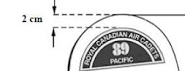 2 cm
ROYAL CANADIAN AIR CADETS
89
PACIFIC